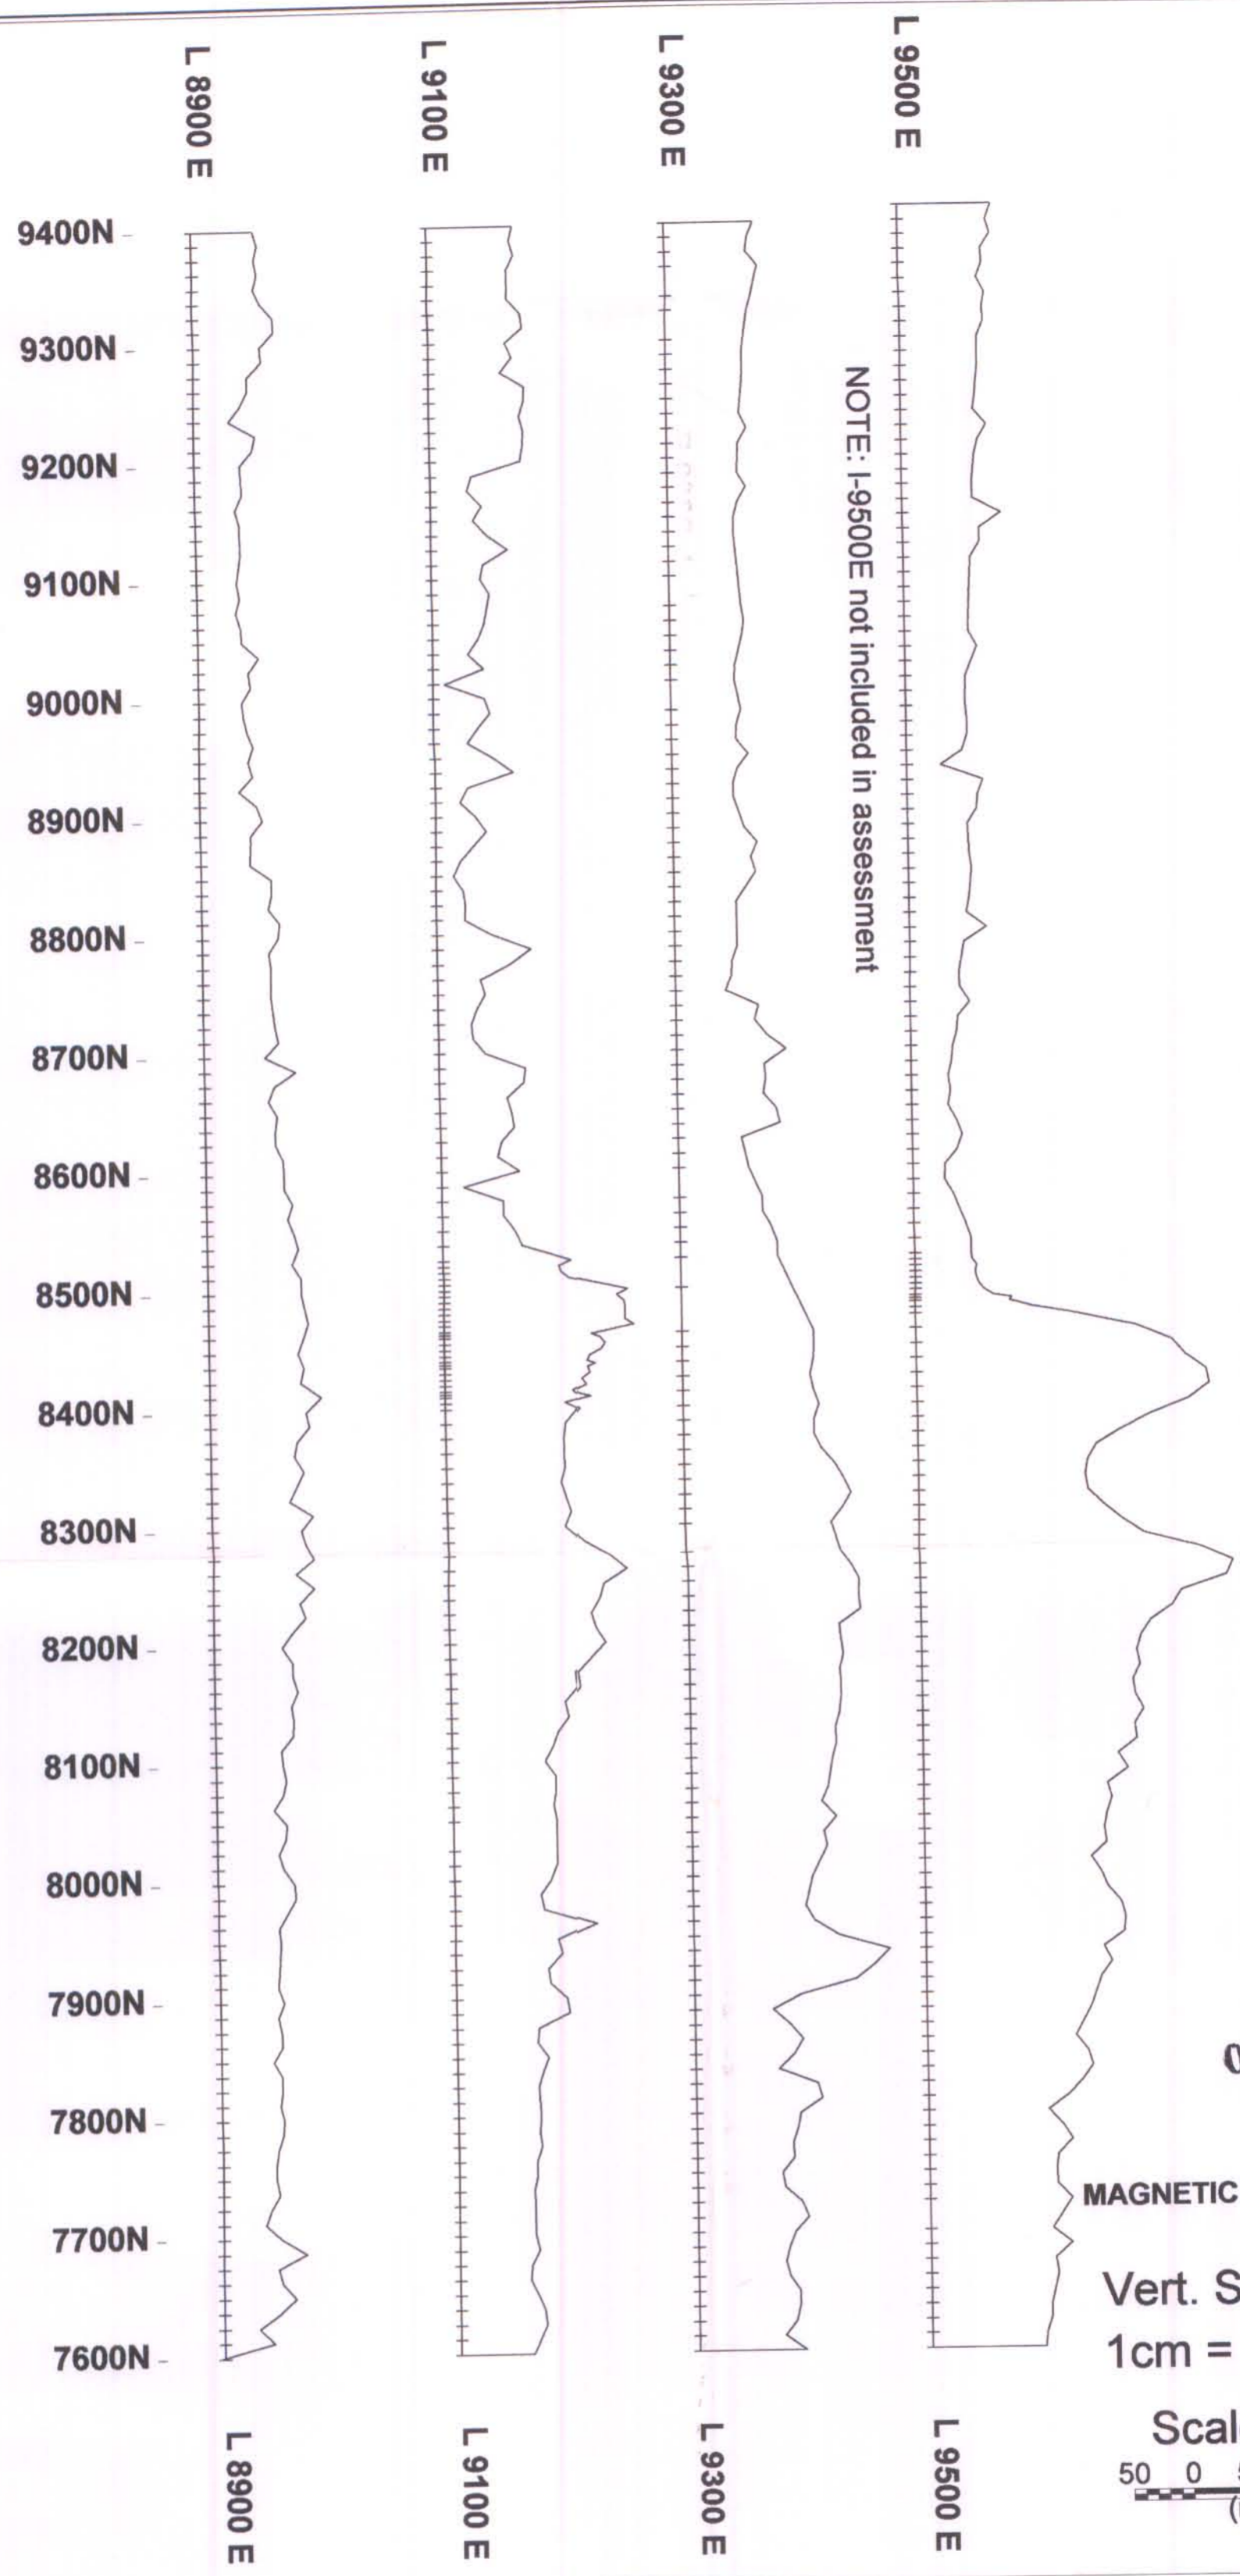 L 8900 E
L 9100 E
L 9300 E
L 9500 E
9400N
9300N
9200N
9100N
9000N
8900N
8800N
8700N
8600N
8500N
8400N
8300N
8200N
8100N
8000N
7900N
7800N
7700N
7600N
NOTE: l-9500E not included in assessment
0
MAGNETIC
Vert. S
1cm =
Scal
50 0
L 8900 E
L 9100 E
L 9300 E
L 9500 E